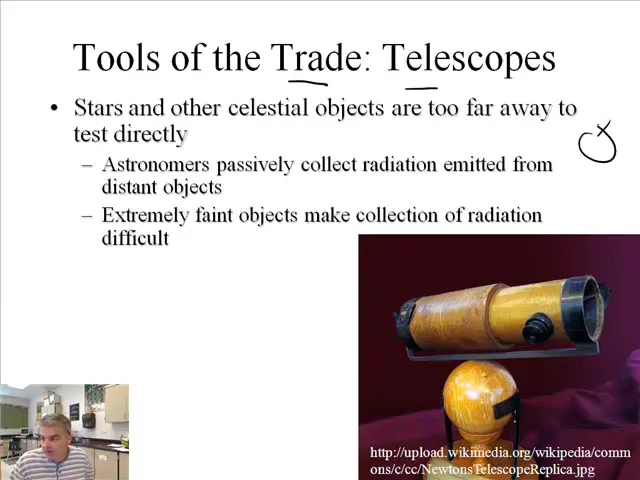 Tools of the Trade: Telescopes
• Stars and other celestial objects are too far away to
test directly
– Astronomers passively collect radiation emitted from
distant objects
– Extremely faint objects make collection of radiation
difficult
http://upload.wikimedia.org/wikipedia/comm
ons/c/cc/NewtonsTelescopeReplica.jpg